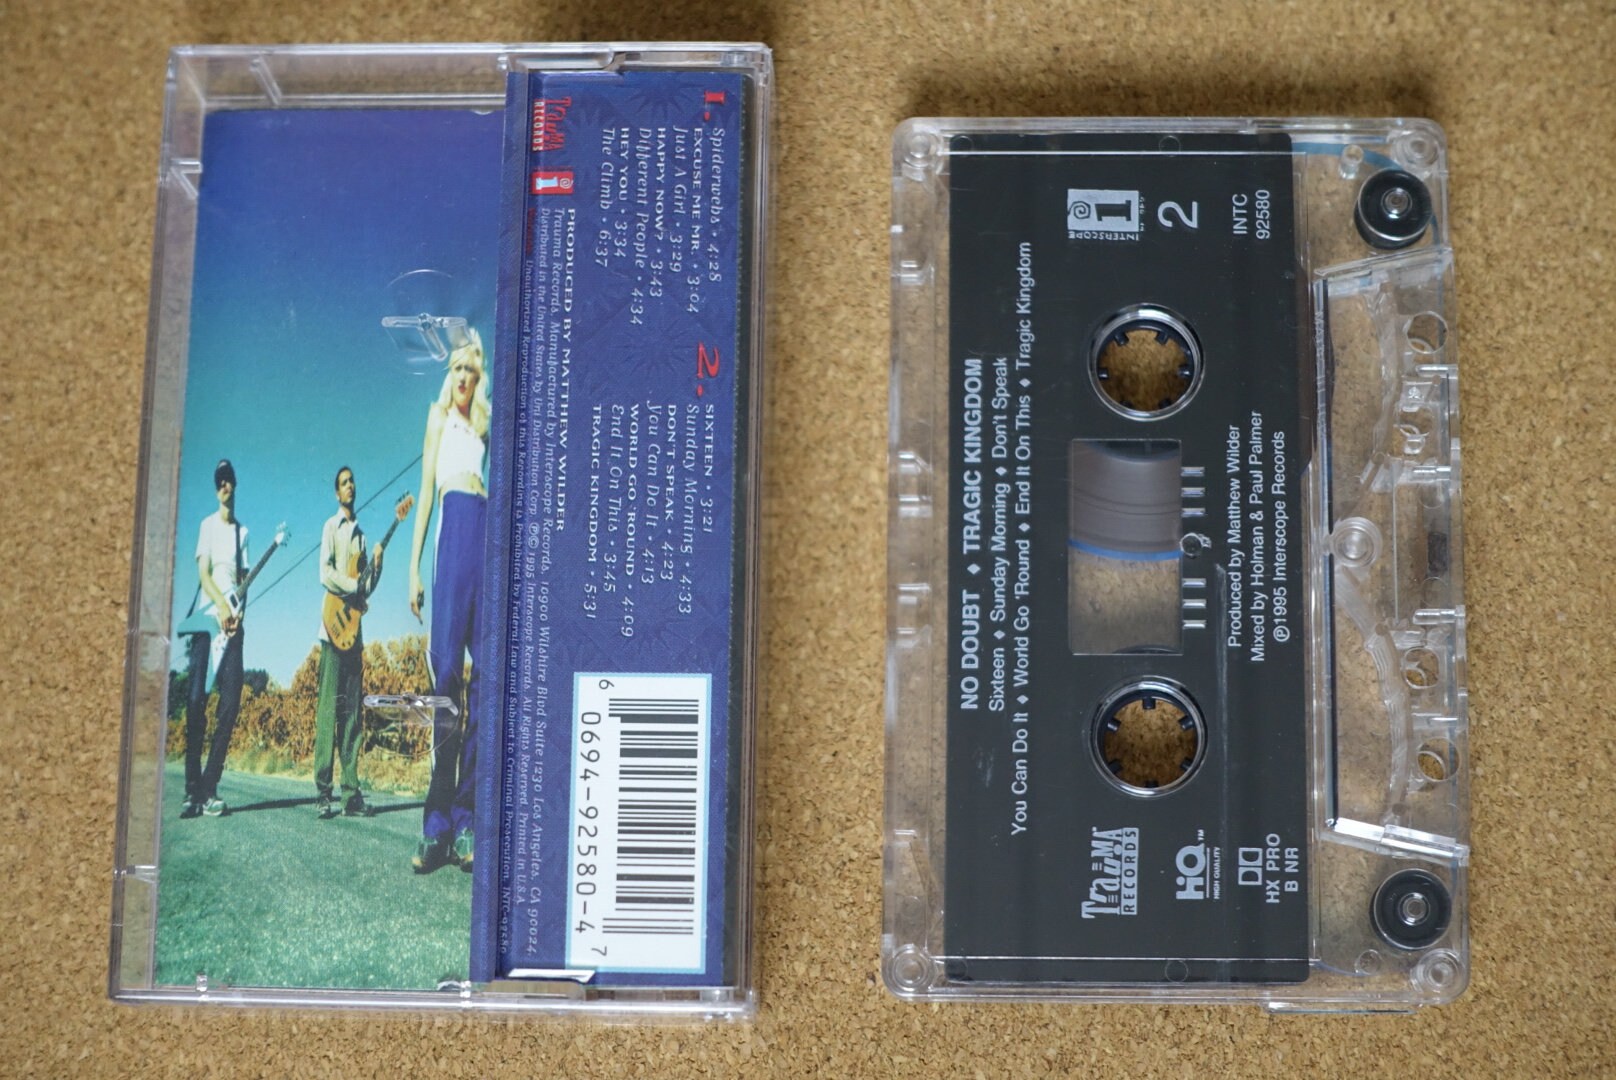 1.
Spiderwebs • 4:28
EXCUSE ME MR. • 3:04
Just A Girl • 3:29
HAPPY NOW? • 3:43
Different People • 4:34
HEY YOU • 3:34
The Climb • 6:37
2.
SIXTEEN • 3:21
Sunday Morning • 4:33
DON'T SPEAK • 4:23
You Can Do It • 4:13
WORLD GO 'ROUND • 4:09
End It On This • 3:45
TRAGIC KINGDOM • 5:31
TRauMA
RECORDS
PRODUCED BY MATTHEW WILDER
Trauma Records. Manufactured by Interscope Records, 10900 Wilshire Blvd Suite 1230 Los Angeles, CA 90024.
Distributed in the United States by Uni Distribution Corp. ℗© 1995 Interscope Records. All Rights Reserved. Printed in U.S.A.
Unauthorized Reproduction of this Recording is Prohibited by Federal Law and Subject to Criminal Prosecution. INTC-92580
6 0694-92580-4 7
INTERSCOPE
2
INTC
92580
NO DOUBT ♦ TRAGIC KINGDOM
Sixteen ♦ Sunday Morning ♦ Don't Speak
You Can Do It ♦ World Go 'Round ♦ End It On This ♦ Tragic Kingdom
Produced by Matthew Wilder
Mixed by Holman & Paul Palmer
℗1995 Interscope Records
TRauMA
RECORDS
HiQ™
HIGH QUALITY
HX PRO
B NR